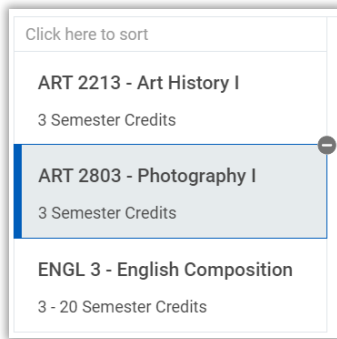 Click here to sort
ART 2213 - Art History I
3 Semester Credits
ART 2803 - Photography I
3 Semester Credits
ENGL 3 - English Composition
3 - 20 Semester Credits